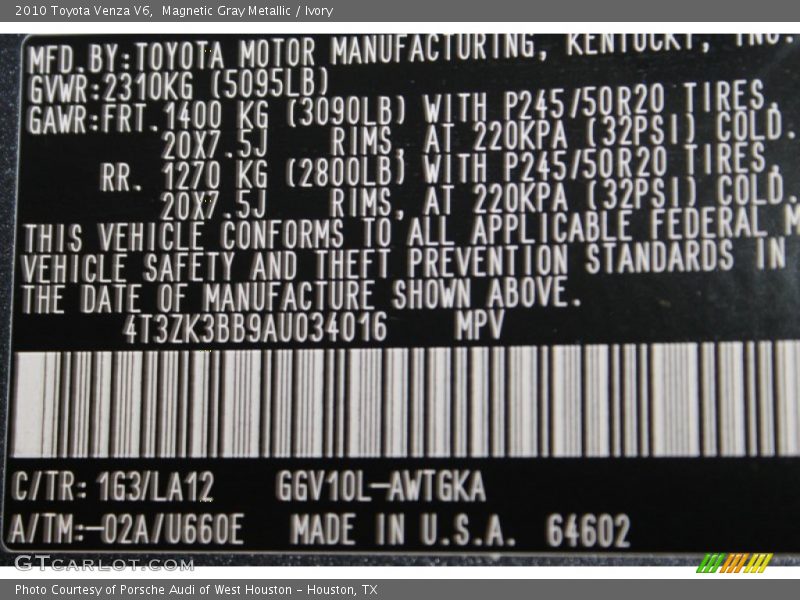 2010 Toyota Venza V6,  Magnetic Gray Metallic / Ivory
MFD.BY:TOYOTA MOTOR MANUFACTURING, KENTUCKY, INC.
GVWR:2310KG (5095LB)
GAWR:FRT.1400 KG (3090LB) WITH P245/50R20 TIRES,
20X7.5J RIMS, AT 220KPA (32PSI) COLD.
RR. 1270 KG (2800LB) WITH P245/50R20 TIRES,
20X7.5J RIMS, AT 220KPA (32PSI) COLD.
THIS VEHICLE CONFORMS TO ALL APPLICABLE FEDERAL M
VEHICLE SAFETY AND THEFT PREVENTION STANDARDS IN
THE DATE OF MANUFACTURE SHOWN ABOVE.
4T3ZK3BB9AU034016 MPV
C/TR: 1G3/LA12 GGV10L-AWTGKA
A/TM:-02A/U660E MADE IN U.S.A. 64602
GTCARLOT.COM
Photo Courtesy of Porsche Audi of West Houston - Houston, TX